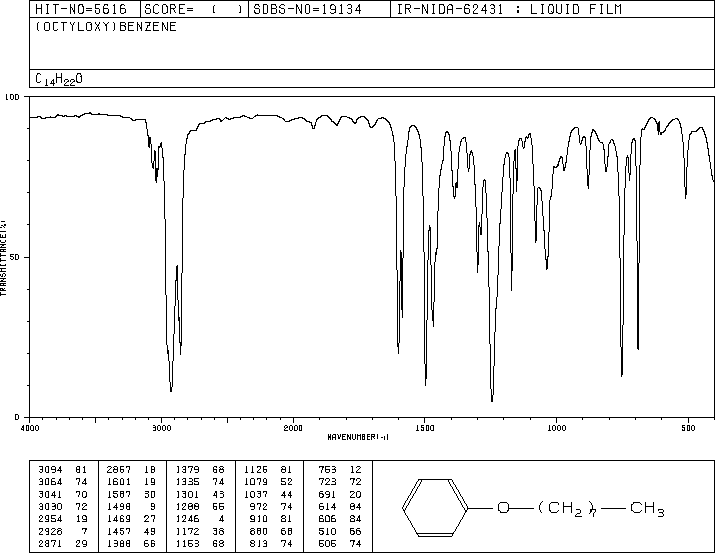 HIT-NO=5616 SCORE= ( ) SDBS-NO=19134 IR-NIDA-62431 : LIQUID FILM
(OCTYLOXY)BENZENE
C14H22O
100
50
0
TRANSMITTANCE(%)
4000 3000 2000 1500 1000 500
WAVENUMBER(-1)
3094 81 2857 18 1379 68 1126 81 753 12
3064 74 1601 19 1335 74 1079 52 723 72
3041 70 1587 30 1301 43 1037 44 691 20
3030 72 1498 9 1288 55 972 74 614 84
2954 19 1469 27 1246 4 910 81 606 84
2928 7 1457 49 1172 38 880 68 510 66
2871 29 1388 66 1153 68 813 74 505 74
O (CH2)7 CH3